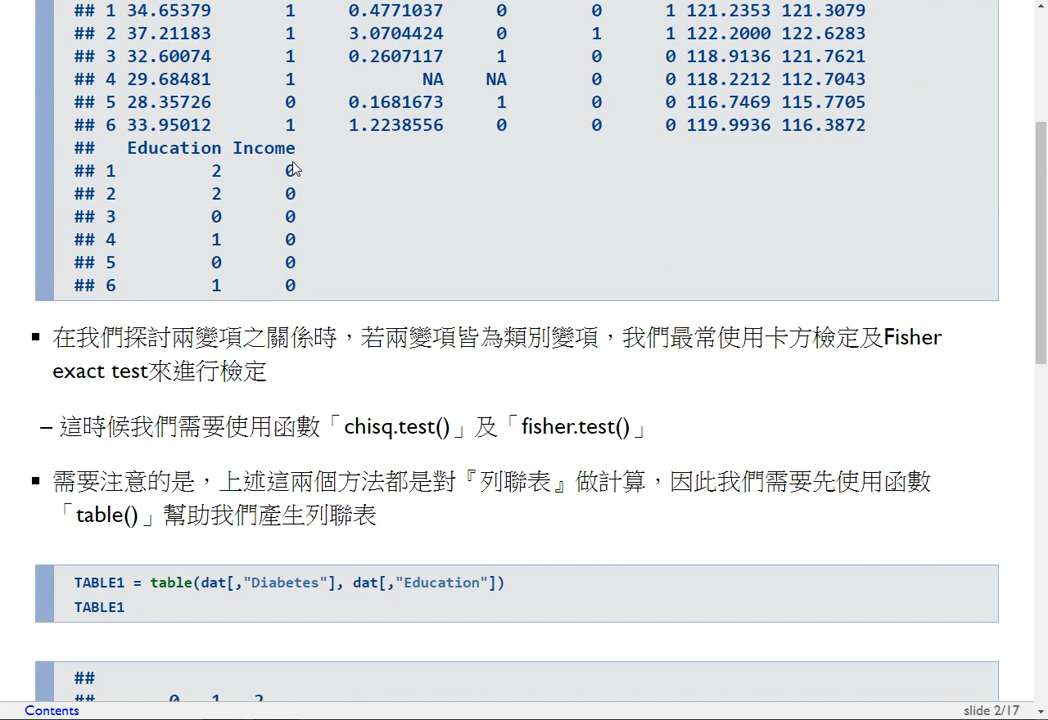 ## 1 34.65379 1 0.4771037 0 0 1 121.2353 121.3079
## 2 37.21183 1 3.0704424 0 1 1 122.2000 122.6283
## 3 32.60074 1 0.2607117 1 0 0 118.9136 121.7621
## 4 29.68481 1 NA NA 0 0 118.2212 112.7043
## 5 28.35726 0 0.1681673 1 0 0 116.7469 115.7705
## 6 33.95012 1 1.2238556 0 0 0 119.9936 116.3872
## Education Income
## 1 2 0
## 2 2 0
## 3 0 0
## 4 1 0
## 5 0 0
## 6 1 0
▪ 在我們探討兩變項之關係時，若兩變項皆為類別變項，我們最常使用卡方檢定及Fisher
exact test來進行檢定
– 這時候我們需要使用函數「chisq.test()」及「fisher.test()」
▪ 需要注意的是，上述這兩個方法都是對『列聯表』做計算，因此我們需要先使用函數
「table()」幫助我們產生列聯表
TABLE1 = table(dat[,"Diabetes"], dat[,"Education"])
TABLE1
##
## 0 1 2
Contents
slide 2/17